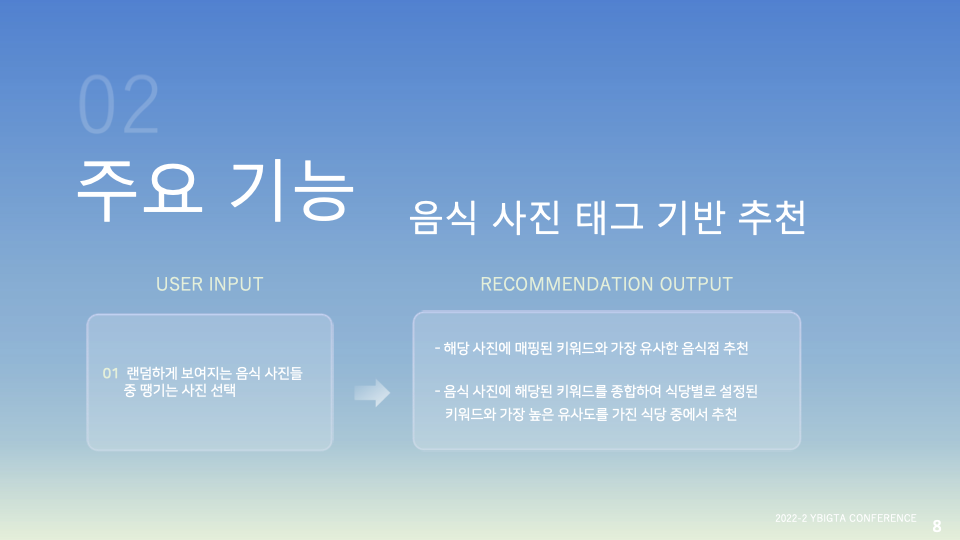 02
주요 기능
음식 사진 태그 기반 추천
USER INPUT
01 랜덤하게 보여지는 음식 사진들
중 땡기는 사진 선택
RECOMMENDATION OUTPUT
- 해당 사진에 매핑된 키워드와 가장 유사한 음식점 추천
- 음식 사진에 해당된 키워드를 종합하여 식당별로 설정된
키워드와 가장 높은 유사도를 가진 식당 중에서 추천
2022-2 YBIGTA CONFERENCE
8